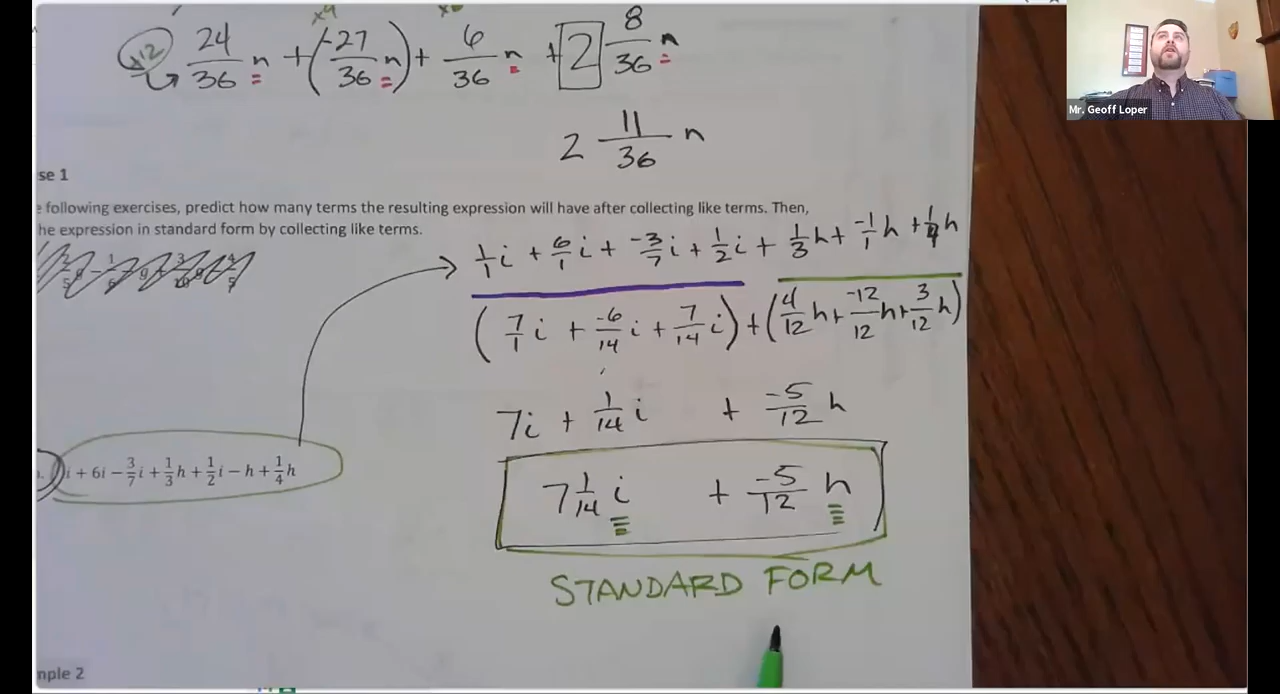 x4
+2 24/36 n + (-27/36 n) + 6/36 n + 2 8/36 n
2 11/36 n
Mr. Geoff Loper
se 1
e following exercises, predict how many terms the resulting expression will have after collecting like terms. Then,
he expression in standard form by collecting like terms.
1/1 i + 6/1 i + -3/7 i + 1/2 i + 1/3 h + -1/1 h + 1/4 h
(7/1 i + -6/14 i + 7/14 i) + (4/12 h + -12/12 h + 3/12 h)
7i + 1/14 i + -5/12 h
i + 6i − 3/7 i + 1/3 h + 1/2 i − h + 1/4 h
7 1/14 i + -5/12 h
STANDARD FORM
nple 2